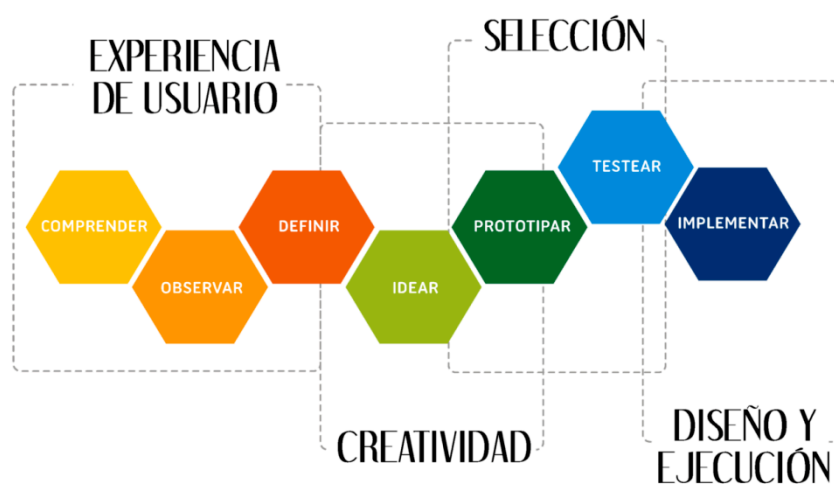 EXPERIENCIA
DE USUARIO
SELECCIÓN
COMPRENDER
OBSERVAR
DEFINIR
IDEAR
PROTOTIPAR
TESTEAR
IMPLEMENTAR
CREATIVIDAD
DISEÑO Y
EJECUCIÓN